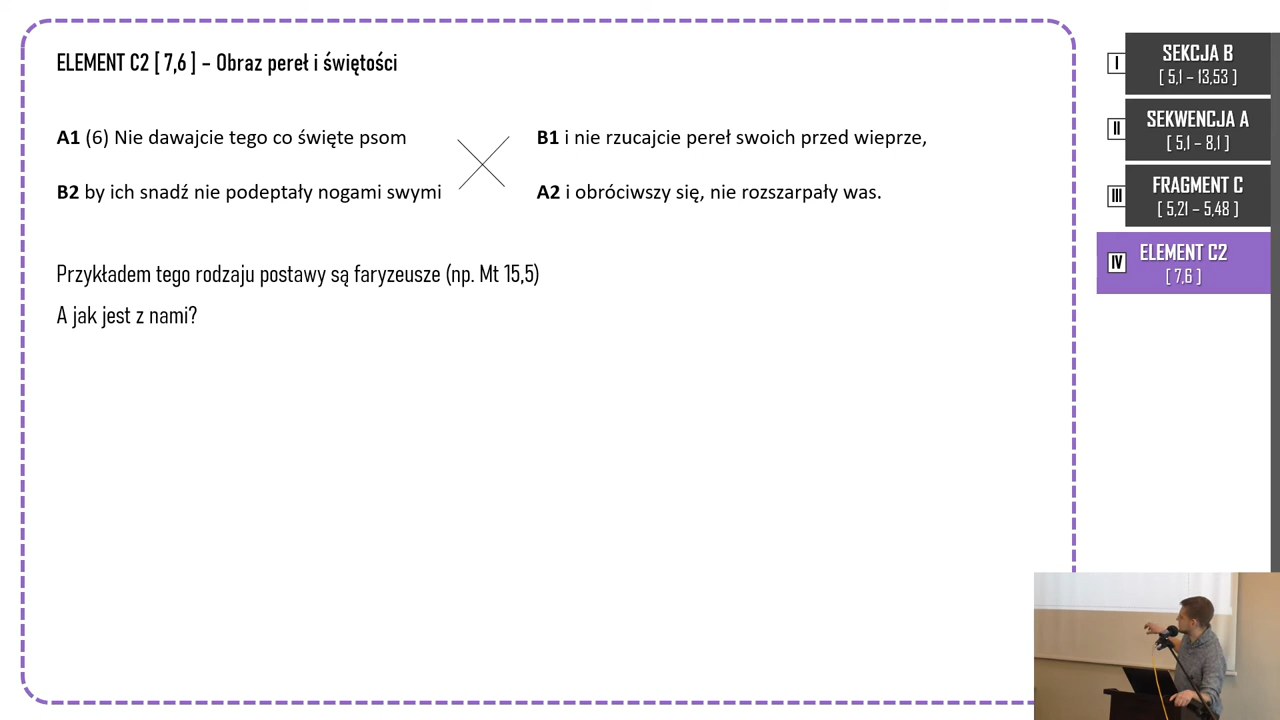 ELEMENT C2 [ 7,6 ] – Obraz pereł i świętości
A1 (6) Nie dawajcie tego co święte psom
B1 i nie rzucajcie pereł swoich przed wieprze,
B2 by ich snadź nie podeptały nogami swymi
A2 i obróciwszy się, nie rozszarpały was.
Przykładem tego rodzaju postawy są faryzeusze (np. Mt 15,5)
A jak jest z nami?
I
SEKCJA B
[ 5,1 – 13,53 ]
II
SEKWENCJA A
[ 5,1 – 8,1 ]
III
FRAGMENT C
[ 5,21 – 5,48 ]
IV
ELEMENT C2
[ 7,6 ]